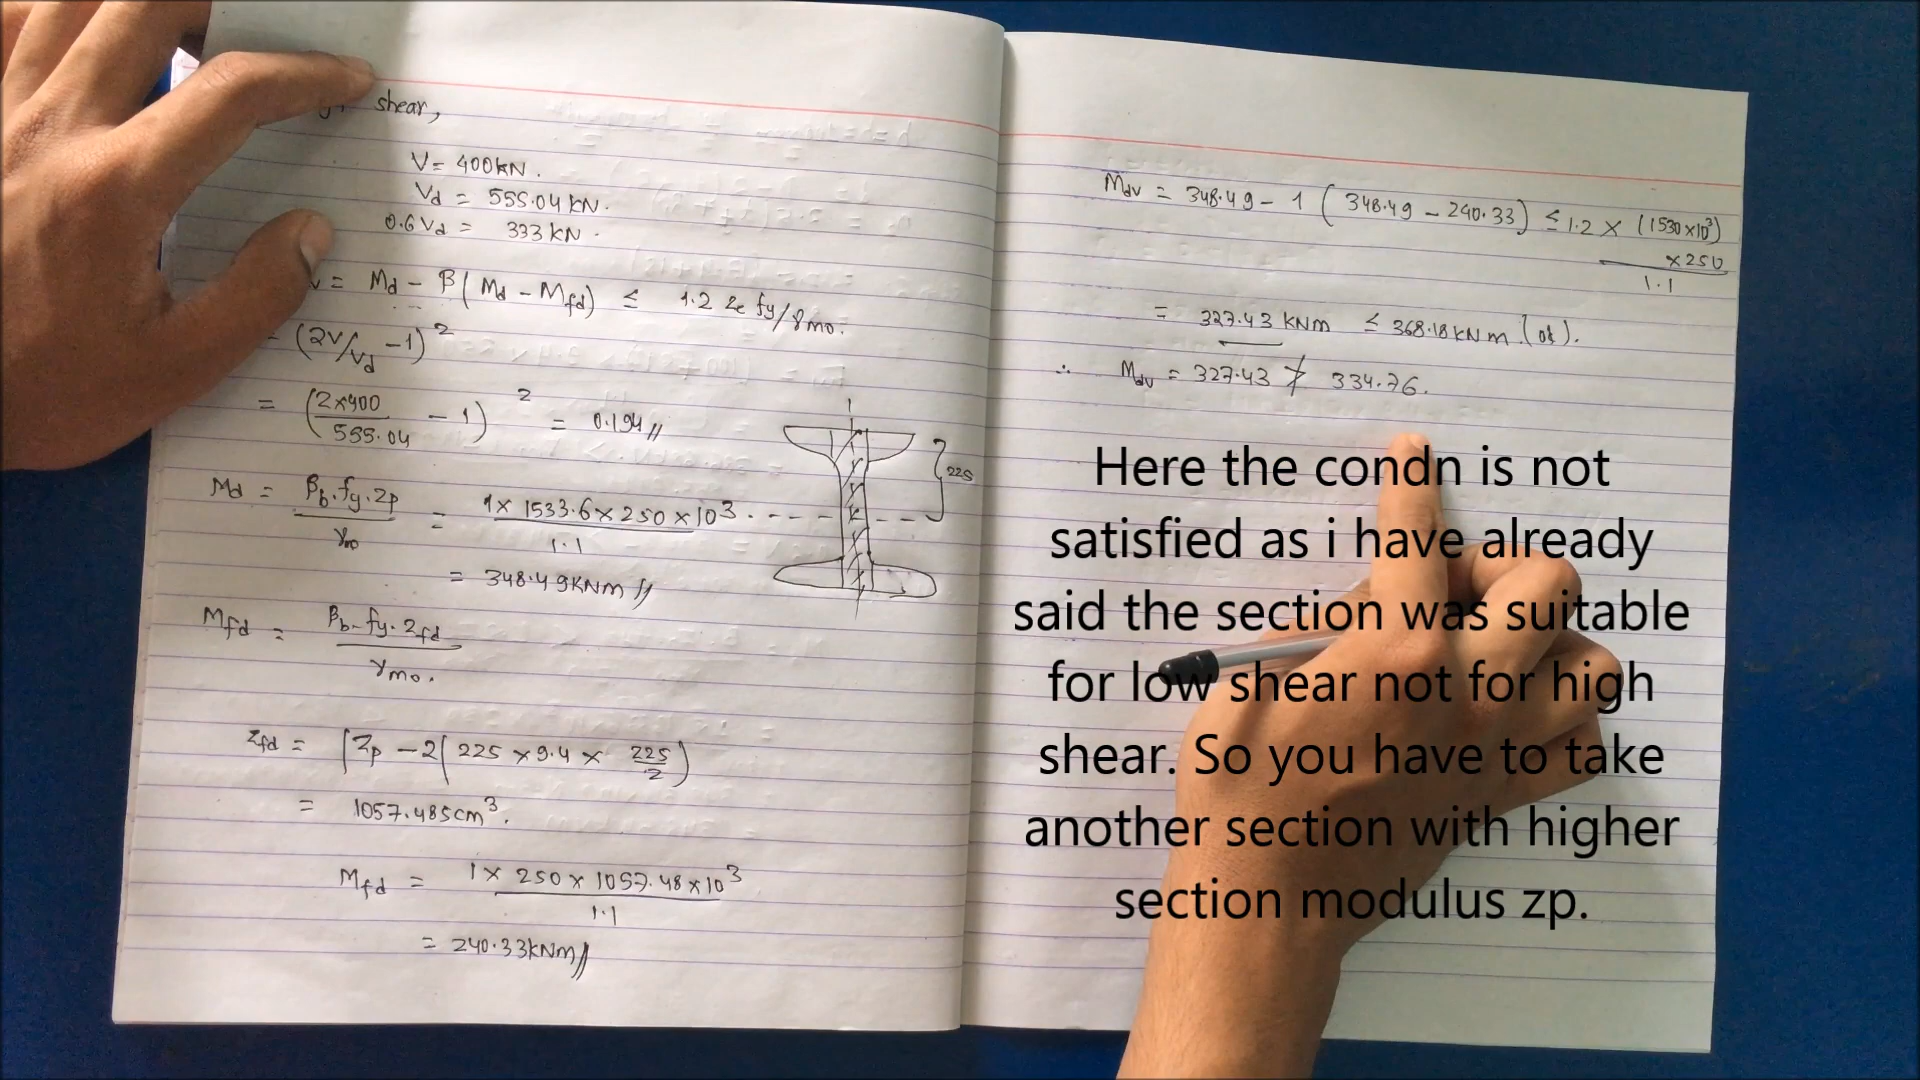 shear,
V = 400kN.
Vd = 555.04 kN.
0.6 Vd = 333 kN.
= Md - β ( Md - Mfd) ≤ 1.2 Ze fy/γmo.
= (2V/Vd - 1)²
= (2x400/555.04 - 1)² = 0.194//
Md = βb.fy.Zp/γmo = 1x 1533.6 x 250 x 10³/1.1
= 348.49kNm //
225
Mfd = βb.fy.Zfd/γmo.
Zfd = (Zp - 2( 225 x 9.4 x 225/2)
= 1057.485cm³.
Mfd = 1 x 250 x 1057.48 x 10³/1.1
= 240.33kNm//
Mdv = 348.49 - 1 ( 348.49 - 240.33) ≤ 1.2 x (1530x10³) x 250/1.1
= 327.43 kNm ≤ 368.18 kNm. (ok).
∴ Mdv = 327.43 ≯ 334.76.
Here the condn is not
satisfied as i have already
said the section was suitable
for low shear not for high
shear. So you have to take
another section with higher
section modulus zp.